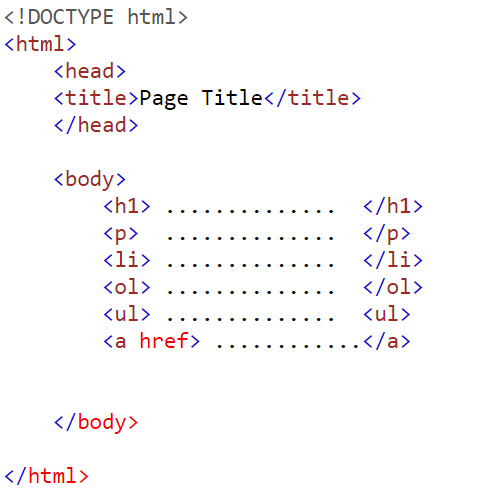 <!DOCTYPE html>
<html>
    <head>
    <title>Page Title</title>
    </head>

    <body>
        <h1> ..............  </h1>
        <p>  ..............  </p>
        <li> ..............  </li>
        <ol> ..............  </ol>
        <ul> ..............  <ul>
        <a href> ............</a>

    </body>

</html>